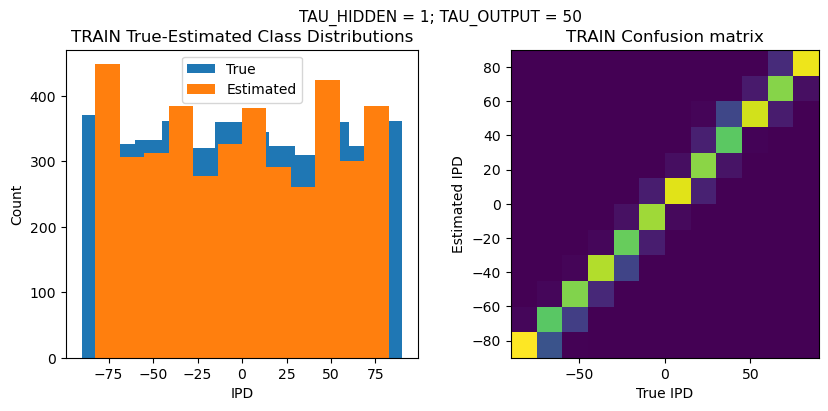 TAU_HIDDEN = 1; TAU_OUTPUT = 50
TRAIN True-Estimated Class Distributions
True
Estimated
Count
400
300
200
100
0
−75
−50
−25
0
25
50
75
IPD
TRAIN Confusion matrix
Estimated IPD
80
60
40
20
0
−20
−40
−60
−80
−50
0
50
True IPD